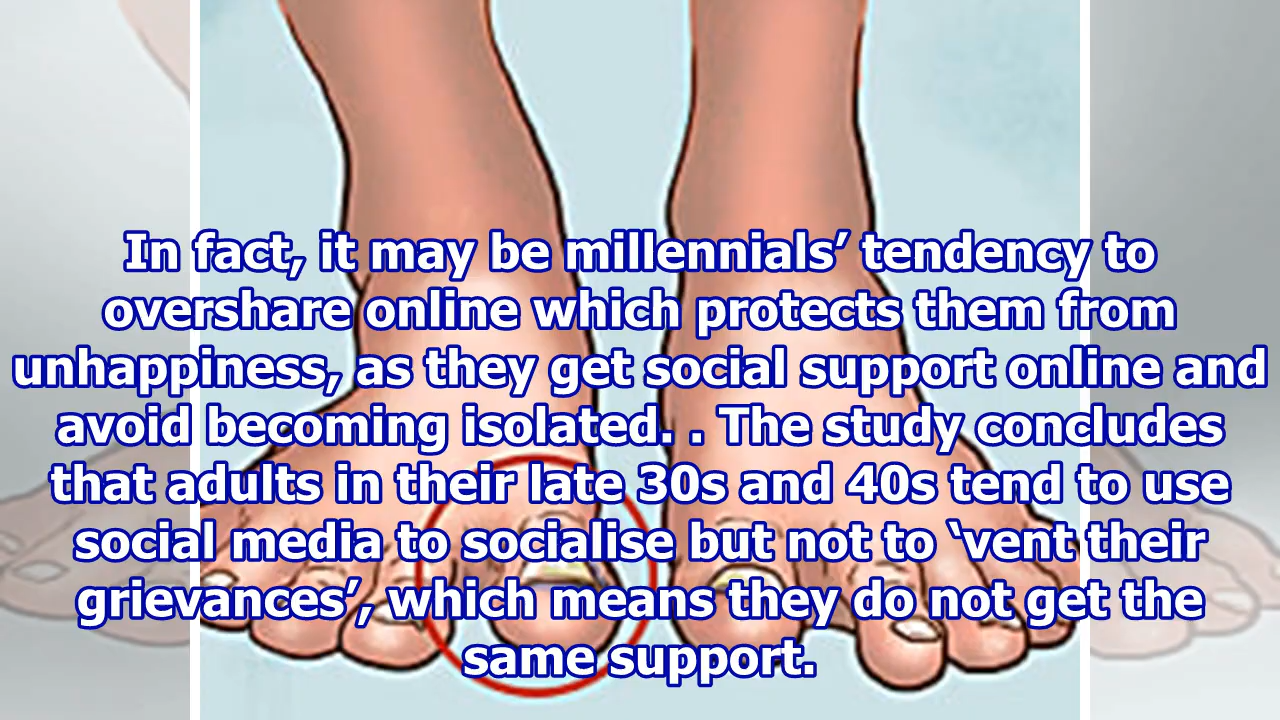 In fact, it may be millennials’ tendency to
overshare online which protects them from
unhappiness, as they get social support online and
avoid becoming isolated. . The study concludes
that adults in their late 30s and 40s tend to use
social media to socialise but not to ‘vent their
grievances’, which means they do not get the
same support.